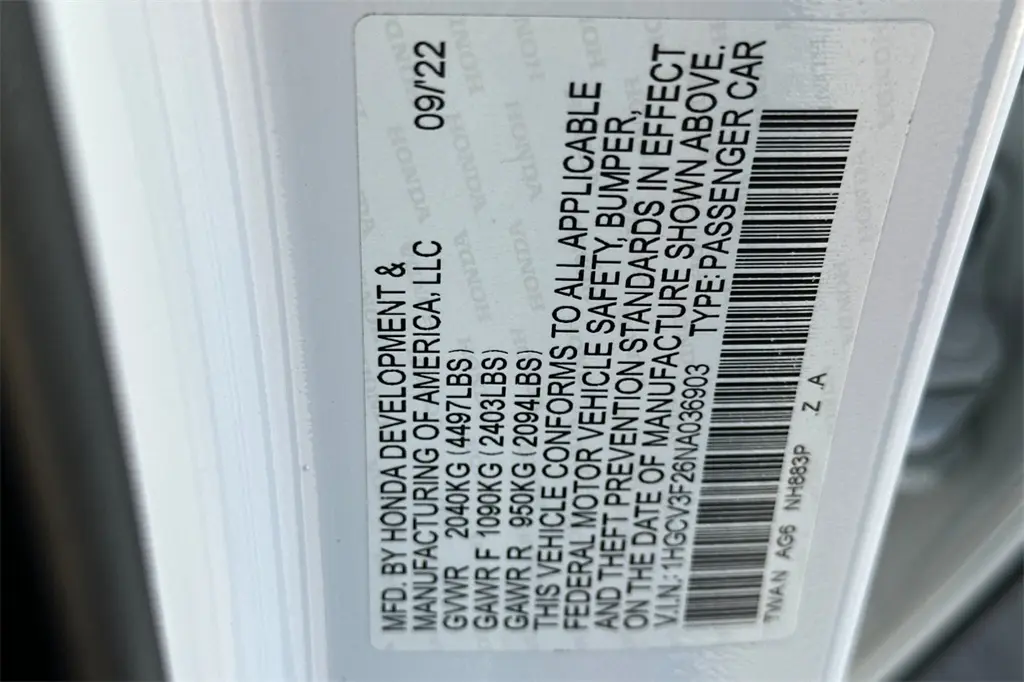 MFD. BY HONDA DEVELOPMENT &
MANUFACTURING OF AMERICA, LLC 09/'22
GVWR 2040KG (4497LBS)
GAWR F 1090KG (2403LBS)
GAWR R 950KG (2094LBS)
THIS VEHICLE CONFORMS TO ALL APPLICABLE
FEDERAL MOTOR VEHICLE SAFETY, BUMPER,
AND THEFT PREVENTION STANDARDS IN EFFECT
ON THE DATE OF MANUFACTURE SHOWN ABOVE.
V.I.N.: 1HGCV3F26NA036903 TYPE: PASSENGER CAR
TWAN AG6 NH883P Z A
HONDA